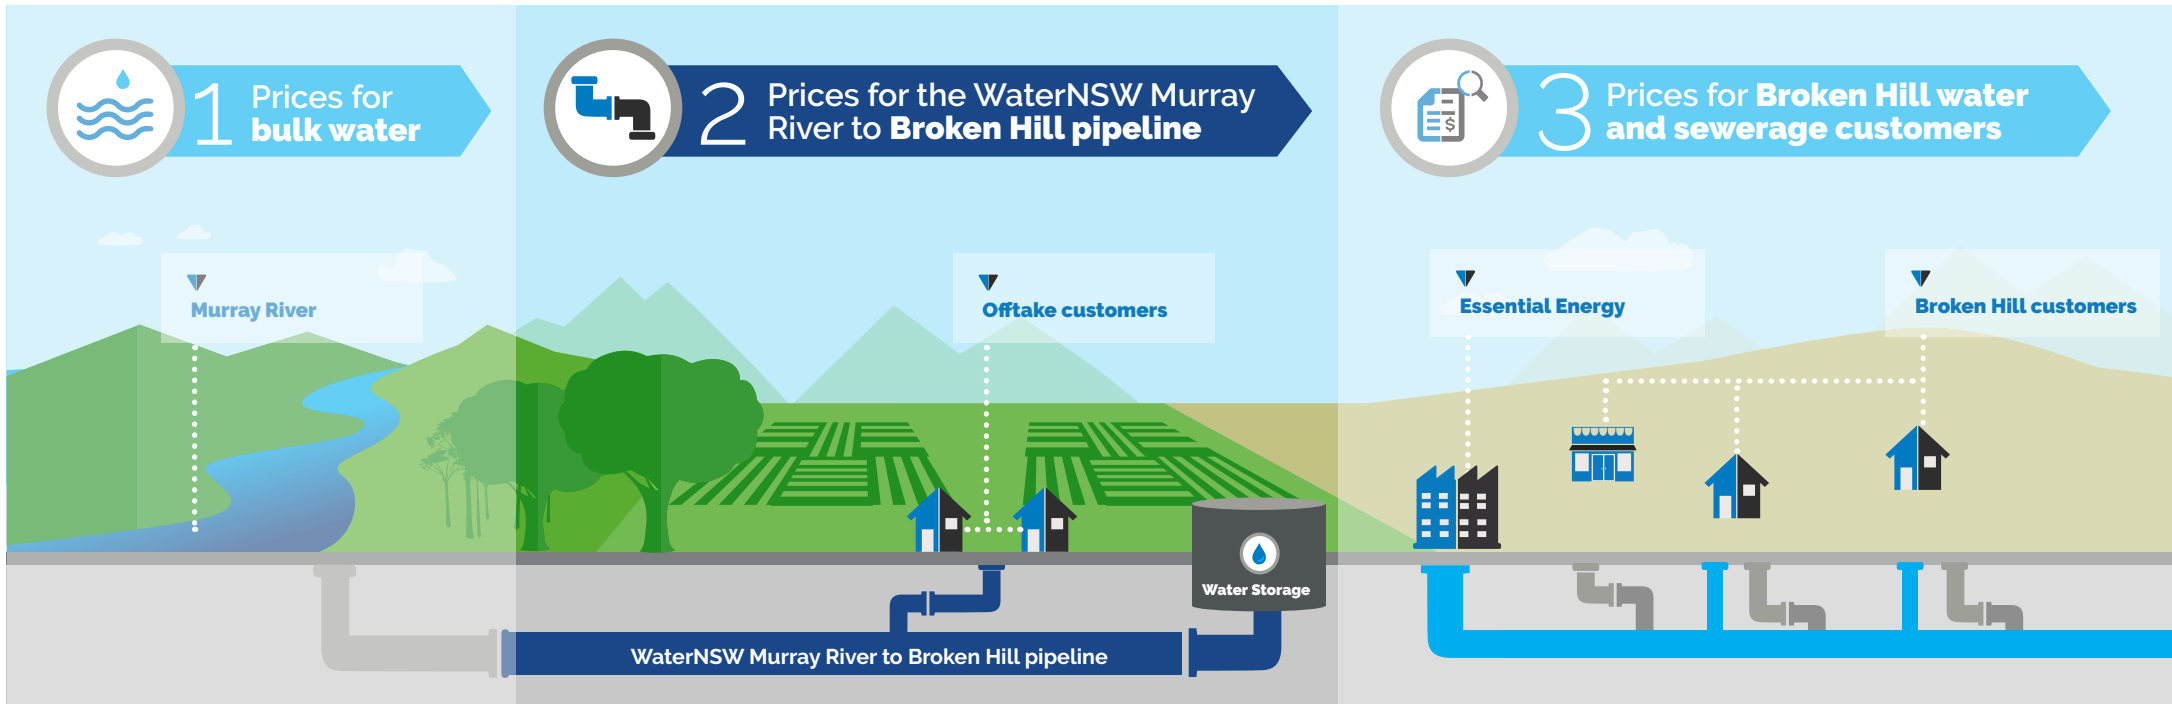 1
Prices for
bulk water
2
Prices for the WaterNSW Murray
River to Broken Hill pipeline
3
Prices for Broken Hill water
and sewerage customers
$
Murray River
Offtake customers
Essential Energy
Broken Hill customers
Water Storage
WaterNSW Murray River to Broken Hill pipeline